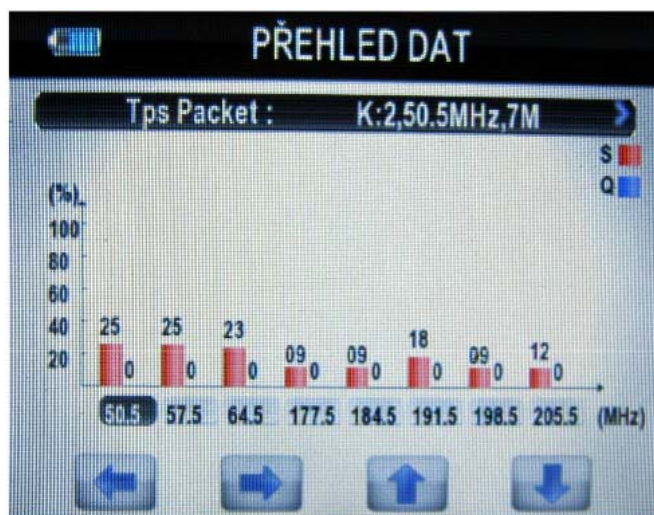 PŘEHLED DAT
Tps Packet : K:2,50.5MHz,7M
S
Q
(%)
100
80
60
40
20
25 0 25 0 23 0 09 0 09 0 18 0 09 0 12 0
50.5 57.5 64.5 177.5 184.5 191.5 198.5 205.5 (MHz)